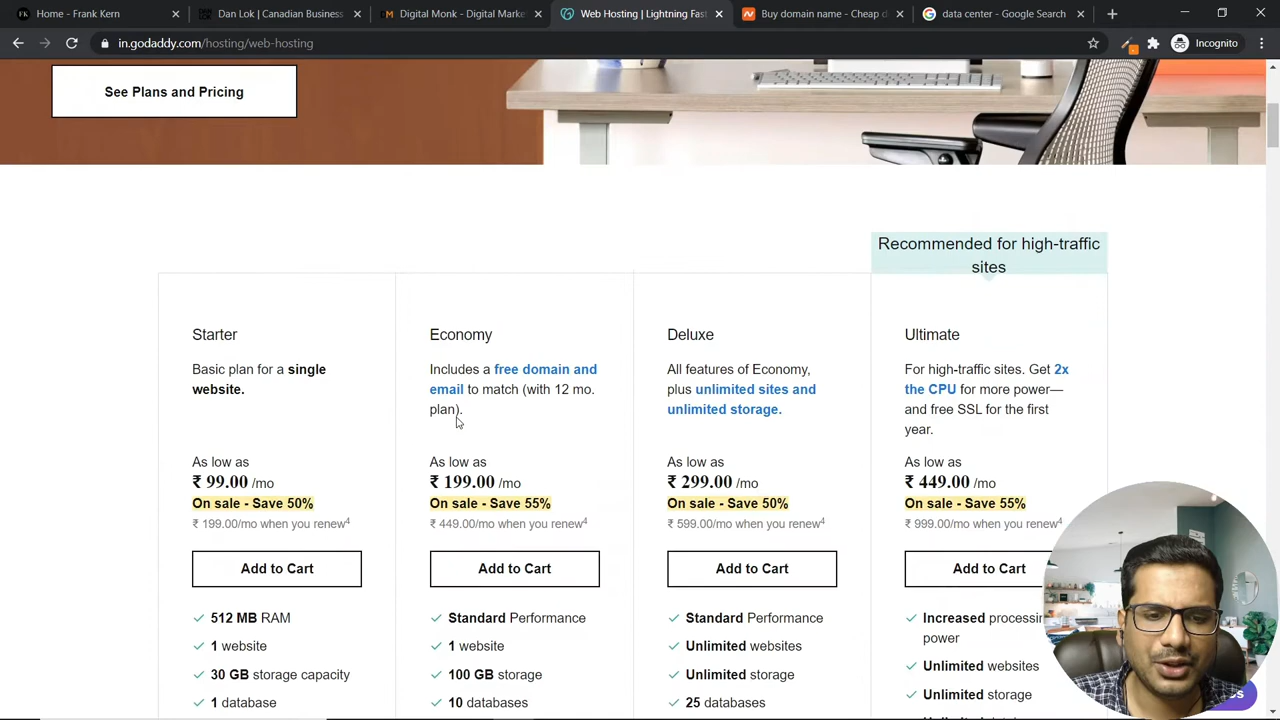 Home - Frank Kern
Dan Lok | Canadian Business
Digital Monk - Digital Marke
Web Hosting | Lightning Fast
Buy domain name - Cheap d
data center - Google Search
in.godaddy.com/hosting/web-hosting
Incognito
See Plans and Pricing
Recommended for high-traffic
sites
Starter
Basic plan for a single
website.
As low as
₹ 99.00 /mo
On sale - Save 50%
₹ 199.00/mo when you renew4
Add to Cart
512 MB RAM
1 website
30 GB storage capacity
1 database
Economy
Includes a free domain and
email to match (with 12 mo.
plan).
As low as
₹ 199.00 /mo
On sale - Save 55%
₹ 449.00/mo when you renew4
Add to Cart
Standard Performance
1 website
100 GB storage
10 databases
Deluxe
All features of Economy,
plus unlimited sites and
unlimited storage.
As low as
₹ 299.00 /mo
On sale - Save 50%
₹ 599.00/mo when you renew4
Add to Cart
Standard Performance
Unlimited websites
Unlimited storage
25 databases
Ultimate
For high-traffic sites. Get 2x
the CPU for more power—
and free SSL for the first
year.
As low as
₹ 449.00 /mo
On sale - Save 55%
₹ 999.00/mo when you renew4
Add to Cart
Increased processin
power
Unlimited websites
Unlimited storage